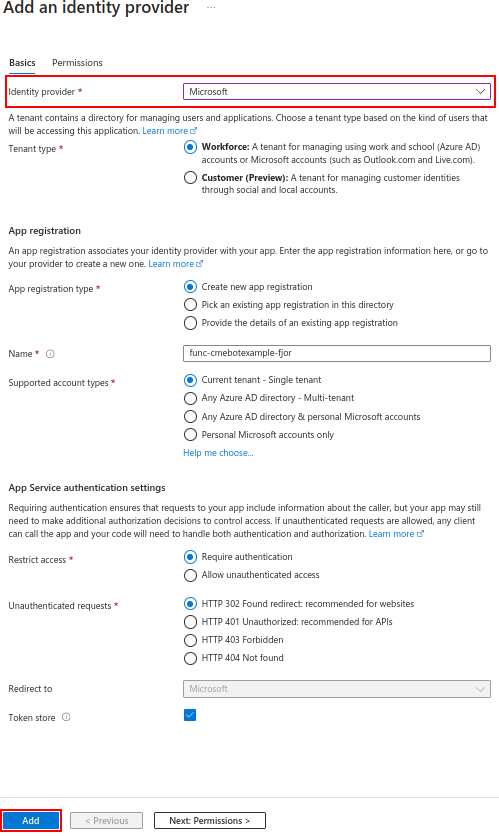 Add an identity provider ...
Basics Permissions
Identity provider * Microsoft
A tenant contains a directory for managing users and applications. Choose a tenant type based on the kind of users that
will be accessing this application. Learn more
Tenant type *
Workforce: A tenant for managing using work and school (Azure AD)
accounts or Microsoft accounts (such as Outlook.com and Live.com).
Customer (Preview): A tenant for managing customer identities
through social and local accounts.
App registration
An app registration associates your identity provider with your app. Enter the app registration information here, or go to
your provider to create a new one. Learn more
App registration type *
Create new app registration
Pick an existing app registration in this directory
Provide the details of an existing app registration
Name * func-cmebotexample-fjor
Supported account types *
Current tenant - Single tenant
Any Azure AD directory - Multi-tenant
Any Azure AD directory & personal Microsoft accounts
Personal Microsoft accounts only
Help me choose...
App Service authentication settings
Requiring authentication ensures that requests to your app include information about the caller, but your app may still
need to make additional authorization decisions to control access. If unauthenticated requests are allowed, any client
can call the app and your code will need to handle both authentication and authorization. Learn more
Restrict access *
Require authentication
Allow unauthenticated access
Unauthenticated requests *
HTTP 302 Found redirect: recommended for websites
HTTP 401 Unauthorized: recommended for APIs
HTTP 403 Forbidden
HTTP 404 Not found
Redirect to Microsoft
Token store
Add < Previous Next: Permissions >